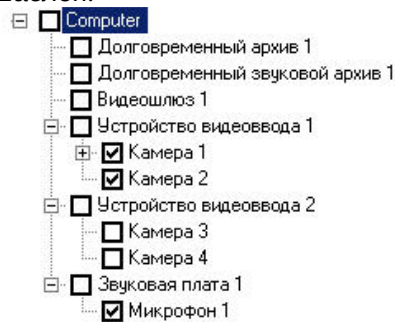 Computer
Долговременный архив 1
Долговременный звуковой архив 1
Видеошлюз 1
Устройство видеоввода 1
Камера 1
Камера 2
Устройство видеоввода 2
Камера 3
Камера 4
Звуковая плата 1
Микрофон 1